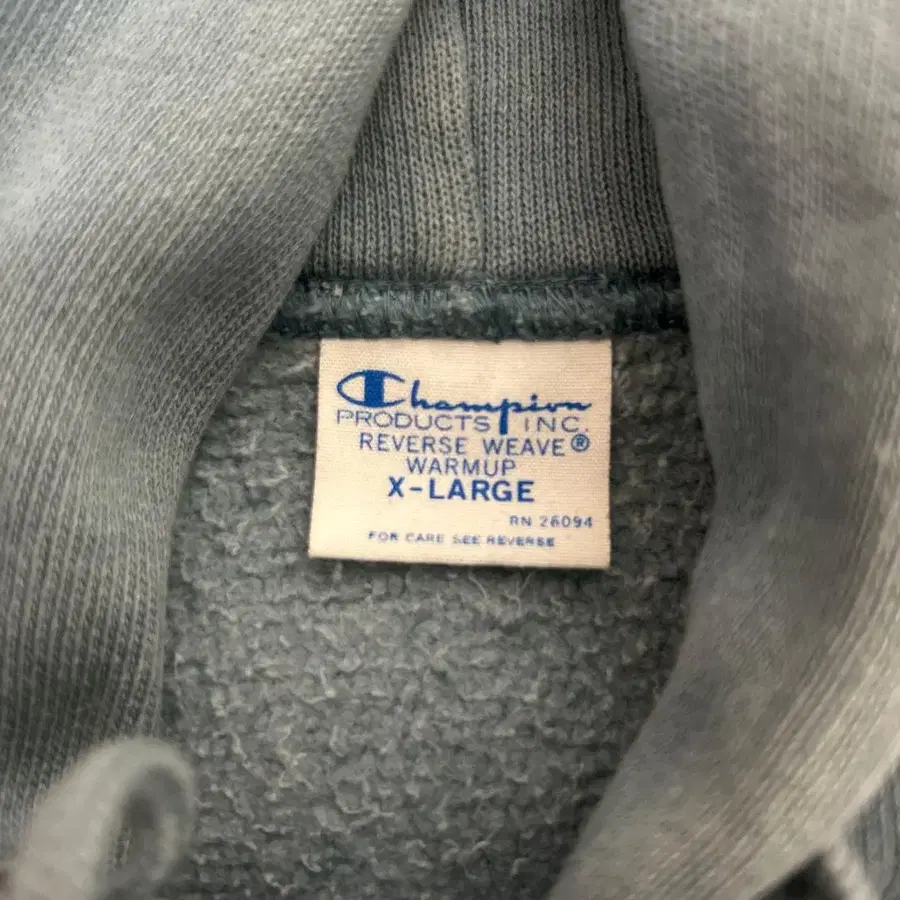 Champion
PRODUCTS INC.
REVERSE WEAVE®
WARMUP
X-LARGE
RN 26094
FOR CARE SEE REVERSE